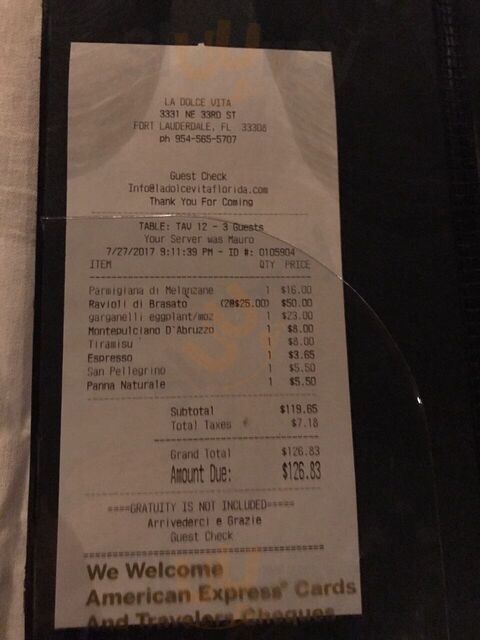 LA DOLCE VITA
3331 NE 33RD ST
FORT LAUDERDALE, FL 33308
ph 954-565-5707
Guest Check
Info@ladolcevitaflorida.com
Thank You For Coming
TABLE: TAV 12 - 3 Guests
Your Server was Mauro
7/27/2017 9:11:39 PM - ID #: 0105904
ITEM QTY PRICE
Parmigiana di Melanzane 1 $16.00
Ravioli di Brasato (2@$25.00) $50.00
garganelli eggplant/moz 1 $23.00
Montepulciano D'Abruzzo 1 $8.00
Tiramisu 1 $8.00
Espresso 1 $3.65
San Pellegrino 1 $5.50
Panna Naturale 1 $5.50
Subtotal $119.65
Total Taxes $7.18
Grand Total $126.83
Amount Due: $126.83
====GRATUITY IS NOT INCLUDED====
Arrivederci e Grazie
Guest Check
We Welcome
American Express® Cards
And Travelers Cheques